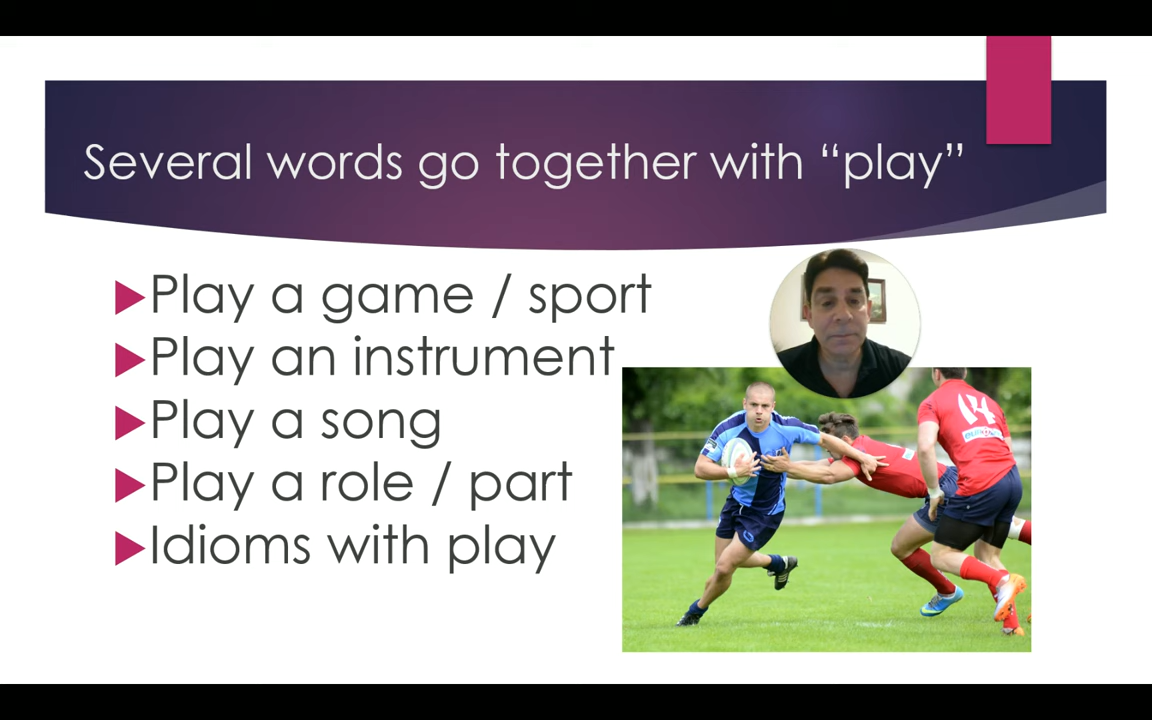 Several words go together with “play”
Play a game / sport
Play an instrument
Play a song
Play a role / part
Idioms with play
14